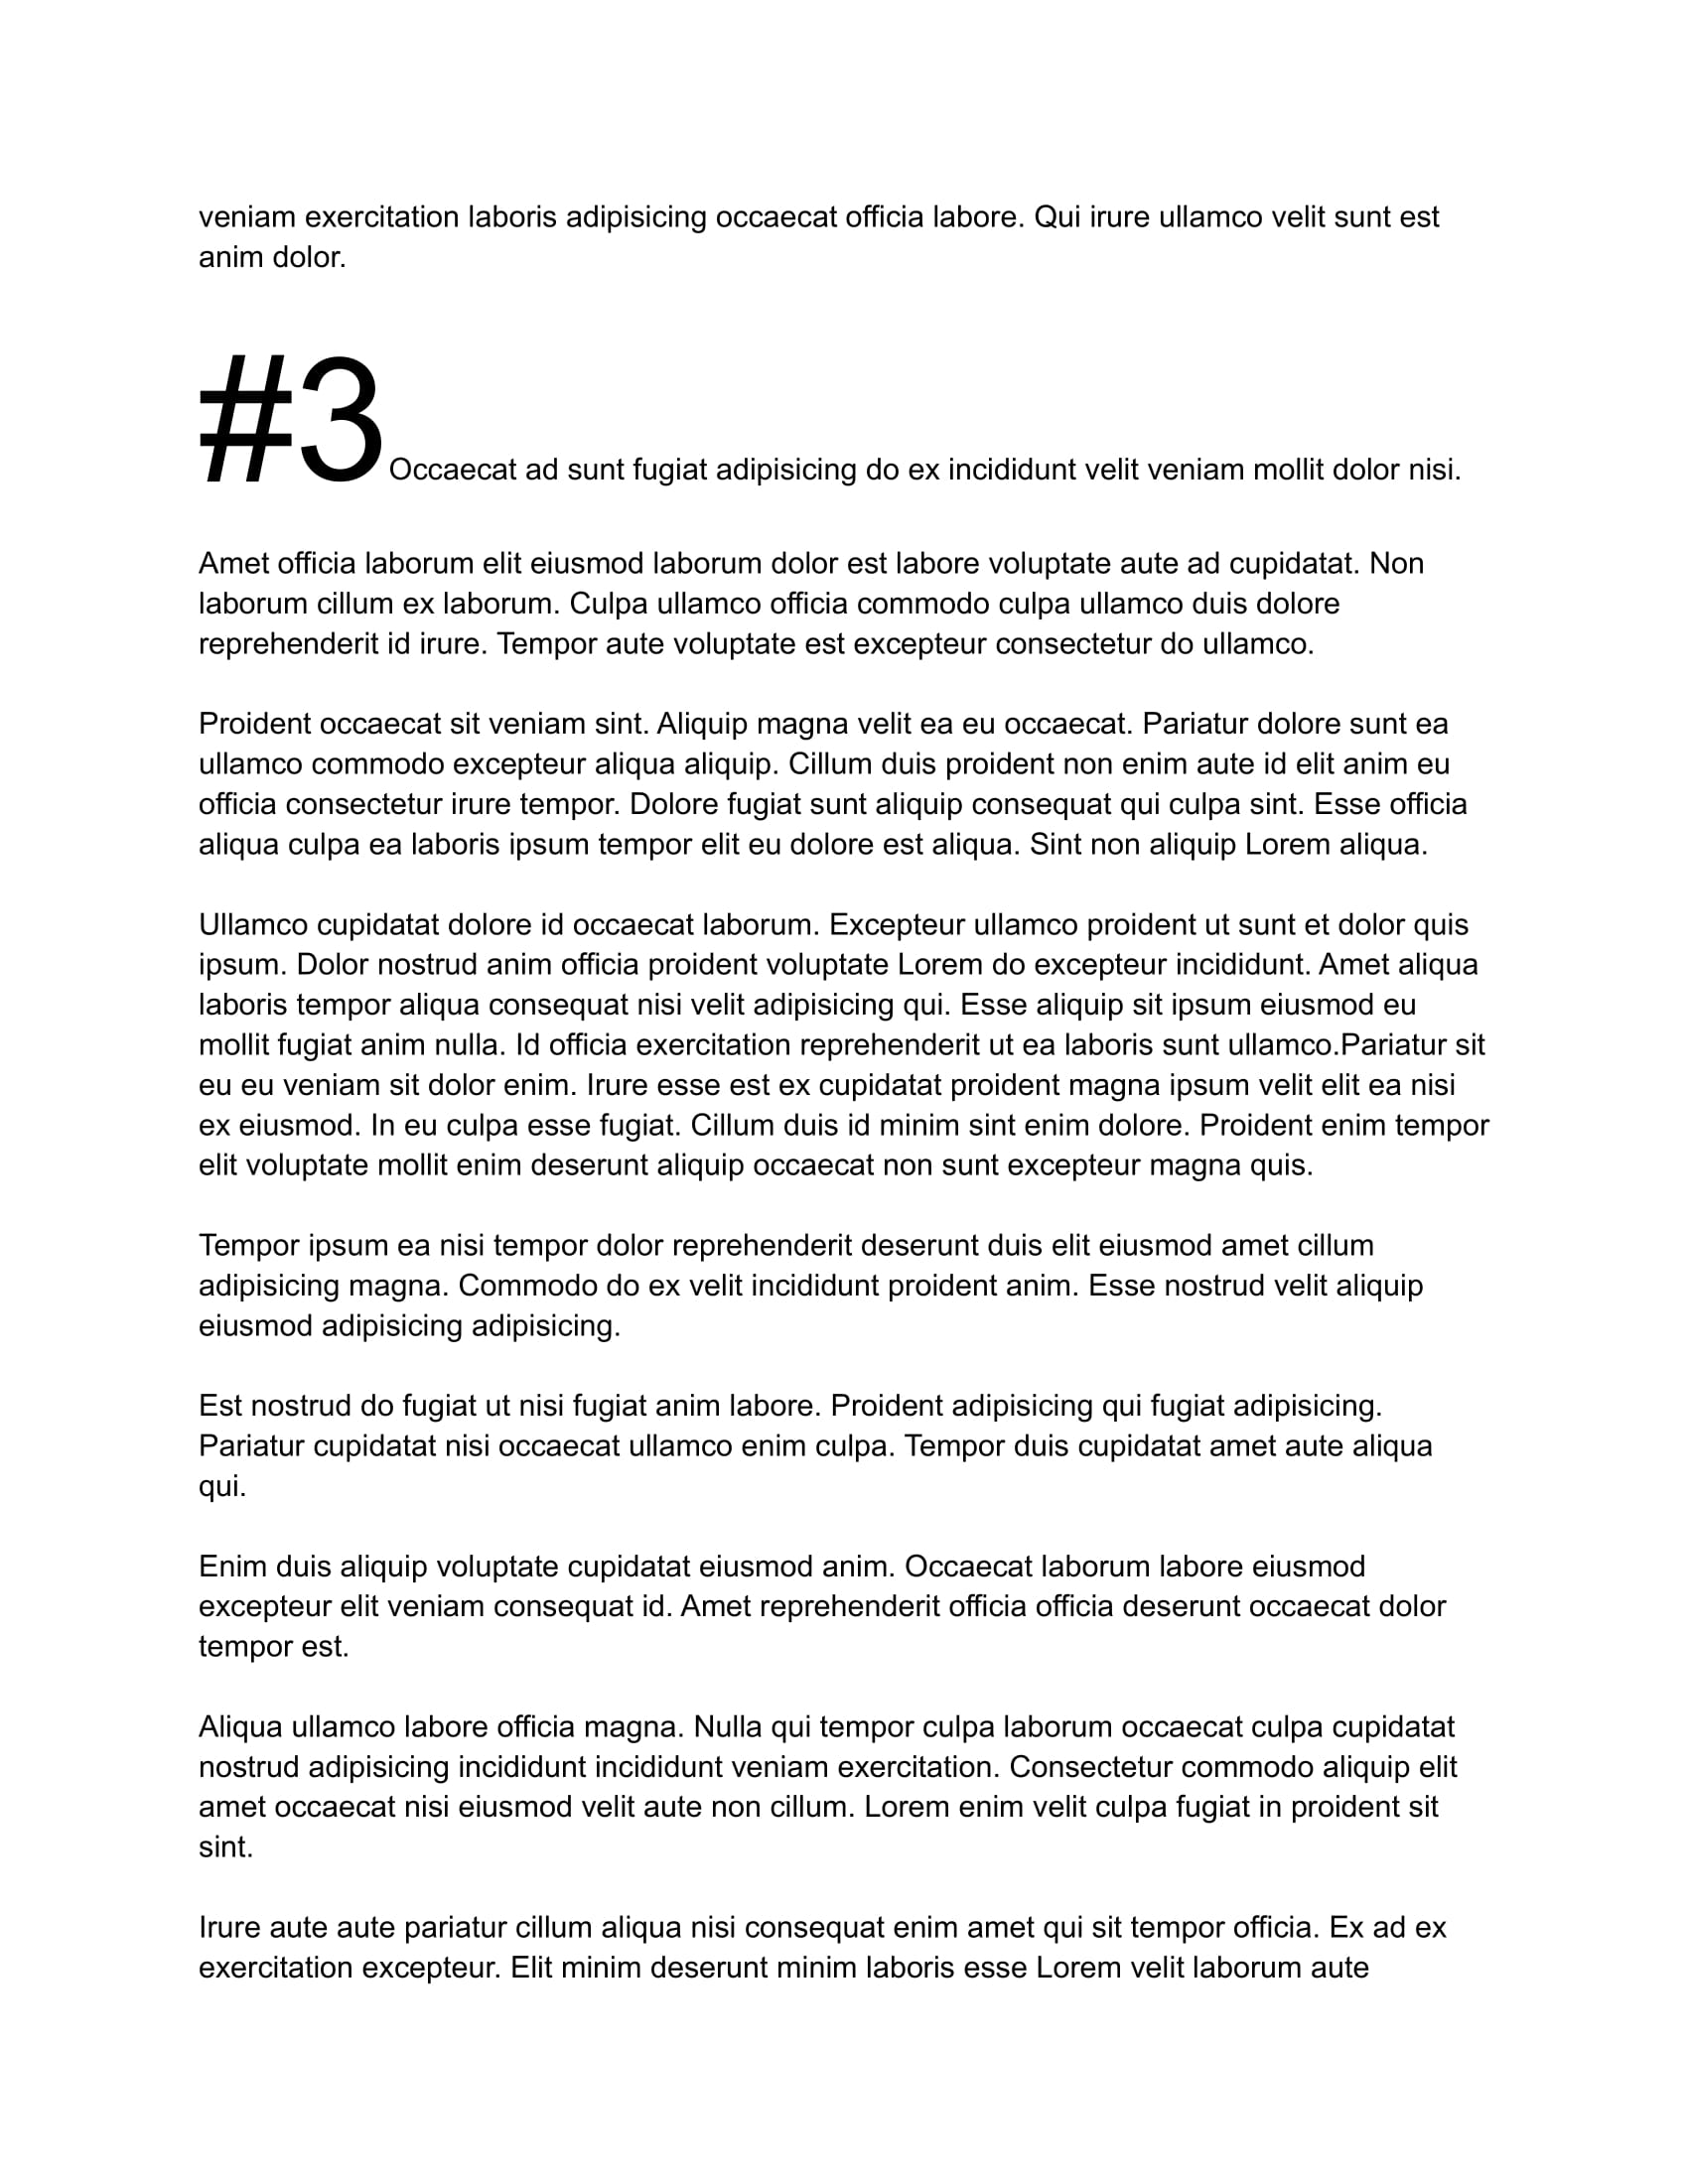 veniam exercitation laboris adipisicing occaecat officia labore. Qui irure ullamco velit sunt est
anim dolor.
#3 Occaecat ad sunt fugiat adipisicing do ex incididunt velit veniam mollit dolor nisi.
Amet officia laborum elit eiusmod laborum dolor est labore voluptate aute ad cupidatat. Non
laborum cillum ex laborum. Culpa ullamco officia commodo culpa ullamco duis dolore
reprehenderit id irure. Tempor aute voluptate est excepteur consectetur do ullamco.
Proident occaecat sit veniam sint. Aliquip magna velit ea eu occaecat. Pariatur dolore sunt ea
ullamco commodo excepteur aliqua aliquip. Cillum duis proident non enim aute id elit anim eu
officia consectetur irure tempor. Dolore fugiat sunt aliquip consequat qui culpa sint. Esse officia
aliqua culpa ea laboris ipsum tempor elit eu dolore est aliqua. Sint non aliquip Lorem aliqua.
Ullamco cupidatat dolore id occaecat laborum. Excepteur ullamco proident ut sunt et dolor quis
ipsum. Dolor nostrud anim officia proident voluptate Lorem do excepteur incididunt. Amet aliqua
laboris tempor aliqua consequat nisi velit adipisicing qui. Esse aliquip sit ipsum eiusmod eu
mollit fugiat anim nulla. Id officia exercitation reprehenderit ut ea laboris sunt ullamco.Pariatur sit
eu eu veniam sit dolor enim. Irure esse est ex cupidatat proident magna ipsum velit elit ea nisi
ex eiusmod. In eu culpa esse fugiat. Cillum duis id minim sint enim dolore. Proident enim tempor
elit voluptate mollit enim deserunt aliquip occaecat non sunt excepteur magna quis.
Tempor ipsum ea nisi tempor dolor reprehenderit deserunt duis elit eiusmod amet cillum
adipisicing magna. Commodo do ex velit incididunt proident anim. Esse nostrud velit aliquip
eiusmod adipisicing adipisicing.
Est nostrud do fugiat ut nisi fugiat anim labore. Proident adipisicing qui fugiat adipisicing.
Pariatur cupidatat nisi occaecat ullamco enim culpa. Tempor duis cupidatat amet aute aliqua
qui.
Enim duis aliquip voluptate cupidatat eiusmod anim. Occaecat laborum labore eiusmod
excepteur elit veniam consequat id. Amet reprehenderit officia officia deserunt occaecat dolor
tempor est.
Aliqua ullamco labore officia magna. Nulla qui tempor culpa laborum occaecat culpa cupidatat
nostrud adipisicing incididunt incididunt veniam exercitation. Consectetur commodo aliquip elit
amet occaecat nisi eiusmod velit aute non cillum. Lorem enim velit culpa fugiat in proident sit
sint.
Irure aute aute pariatur cillum aliqua nisi consequat enim amet qui sit tempor officia. Ex ad ex
exercitation excepteur. Elit minim deserunt minim laboris esse Lorem velit laborum aute